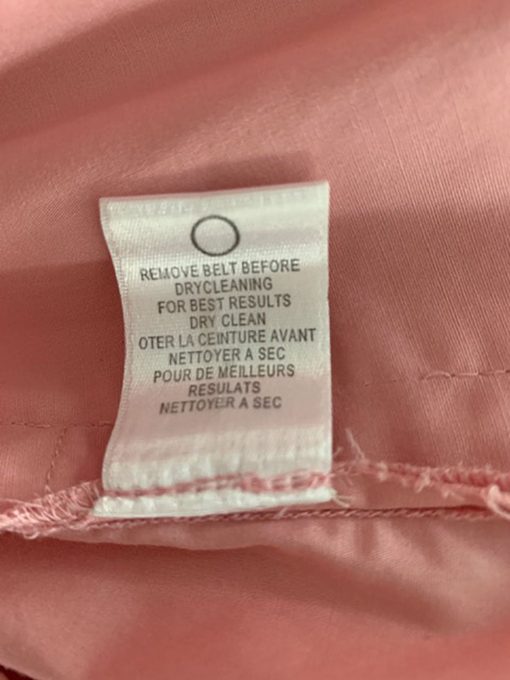 REMOVE BELT BEFORE
DRYCLEANING
FOR BEST RESULTS
DRY CLEAN
OTER LA CEINTURE AVANT
NETTOYER A SEC
POUR DE MEILLEURS
RESULATS
NETTOYER A SEC